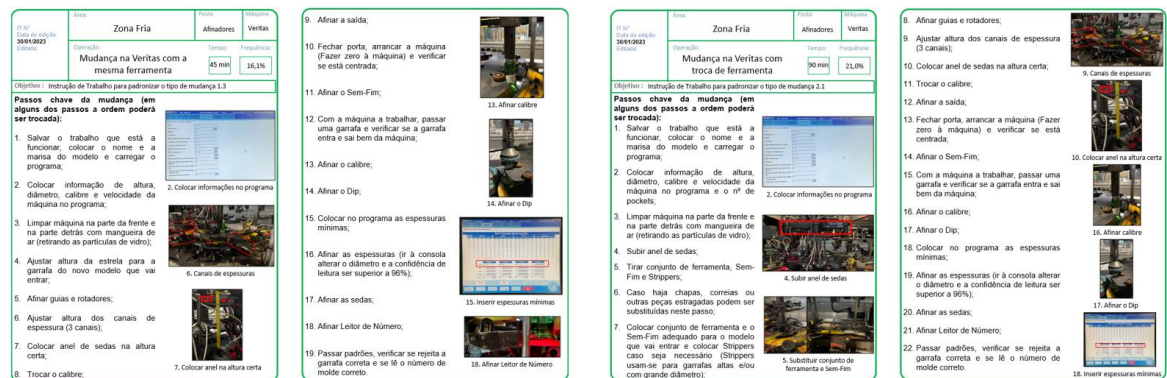 IT Nº
Data de edição:
30/01/2023
Editada:
Área:
Zona Fria
Posto
Afinadores
Máquina
Veritas
Operação:
Mudança na Veritas com a
mesma ferramenta
Tempo:
45 min
Frequência:
16,1%
Objetivo : Instrução de Trabalho para padronizar o tipo de mudança 1.3
Passos chave da mudança (em
alguns dos passos a ordem poderá
ser trocada):
1. Salvar o trabalho que está a
funcionar, colocar o nome e a
marisa do modelo e carregar o
programa;
2. Colocar informação de altura,
diâmetro, calibre e velocidade da
máquina no programa;
3. Limpar máquina na parte da frente e
na parte detrás com mangueira de
ar (retirando as partículas de vidro);
4. Ajustar altura da estrela para a
garrafa do novo modelo que vai
entrar;
5. Afinar guias e rotadores;
6. Ajustar altura dos canais de
espessura (3 canais);
7. Colocar anel de sedas na altura
certa;
8. Trocar o calibre;
2. Colocar informações no programa
6. Canais de espessuras
7. Colocar anel na altura certa
9. Afinar a saída;
10. Fechar porta, arrancar a máquina
(Fazer zero à máquina) e verificar
se está centrada;
11. Afinar o Sem-Fim;
12. Com a máquina a trabalhar, passar
uma garrafa e verificar se a garrafa
entra e sai bem da máquina;
13. Afinar o calibre;
14. Afinar o Dip;
15. Colocar no programa as espessuras
mínimas;
16. Afinar as espessuras (ir à consola
alterar o diâmetro e a confidência de
leitura ser superior a 96%);
17. Afinar as sedas;
18. Afinar Leitor de Número;
19. Passar padrões, verificar se rejeita a
garrafa correta e se lê o número de
molde correto.
13. Afinar calibre
14. Afinar o Dip
15. Inserir espessuras mínimas
18. Afinar Leitor de Número
IT Nº
Data de edição:
30/01/2023
Editada:
Área:
Zona Fria
Posto
Afinadores
Máquina
Veritas
Operação:
Mudança na Veritas com
troca de ferramenta
Tempo:
90 min
Frequência:
21,0%
Objetivo : Instrução de Trabalho para padronizar o tipo de mudança 2.1
Passos chave da mudança (em
alguns dos passos a ordem poderá
ser trocada):
1. Salvar o trabalho que está a
funcionar, colocar o nome e a
marisa do modelo e carregar o
programa;
2. Colocar informação de altura,
diâmetro, calibre e velocidade da
máquina no programa e o nº de
pockets;
3. Limpar máquina na parte da frente e
na parte detrás com mangueira de
ar (retirando as partículas de vidro);
4. Subir anel de sedas;
5. Tirar conjunto de ferramenta, Sem-
Fim e Strippers;
6. Caso haja chapas, correias ou
outras peças estragadas podem ser
substituídas neste passo;
7. Colocar conjunto de ferramenta e o
Sem-Fim adequado para o modelo
que vai entrar e colocar Strippers
caso seja necessário (Strippers
usam-se para garrafas altas e/ou
com grande diâmetro);
2. Colocar informações no programa
4. Subir anel de sedas
5. Substituir conjunto de
ferramenta e Sem-Fim
8. Afinar guias e rotadores;
9. Ajustar altura dos canais de espessuras
(3 canais);
10. Colocar anel de sedas na altura certa;
11. Trocar o calibre;
12. Afinar a saída;
13. Fechar porta, arrancar a máquina (Fazer
zero à máquina) e verificar se está
centrada;
14. Afinar o Sem-Fim;
15. Com a máquina a trabalhar, passar uma
garrafa e verificar se a garrafa entra e sai
bem da máquina;
16. Afinar o calibre;
17. Afinar o Dip;
18. Colocar no programa as espessuras
mínimas;
19. Afinar as espessuras (ir à consola alterar
o diâmetro e a confidência de leitura ser
superior a 96%);
20. Afinar as sedas;
21. Afinar Leitor de Número;
22. Passar padrões, verificar se rejeita a
garrafa correta e se lê o número de
molde correto.
9. Canais de espessuras
10. Colocar anel na altura certa
16. Afinar calibre
17. Afinar o Dip
18. Inserir espessuras mínimas